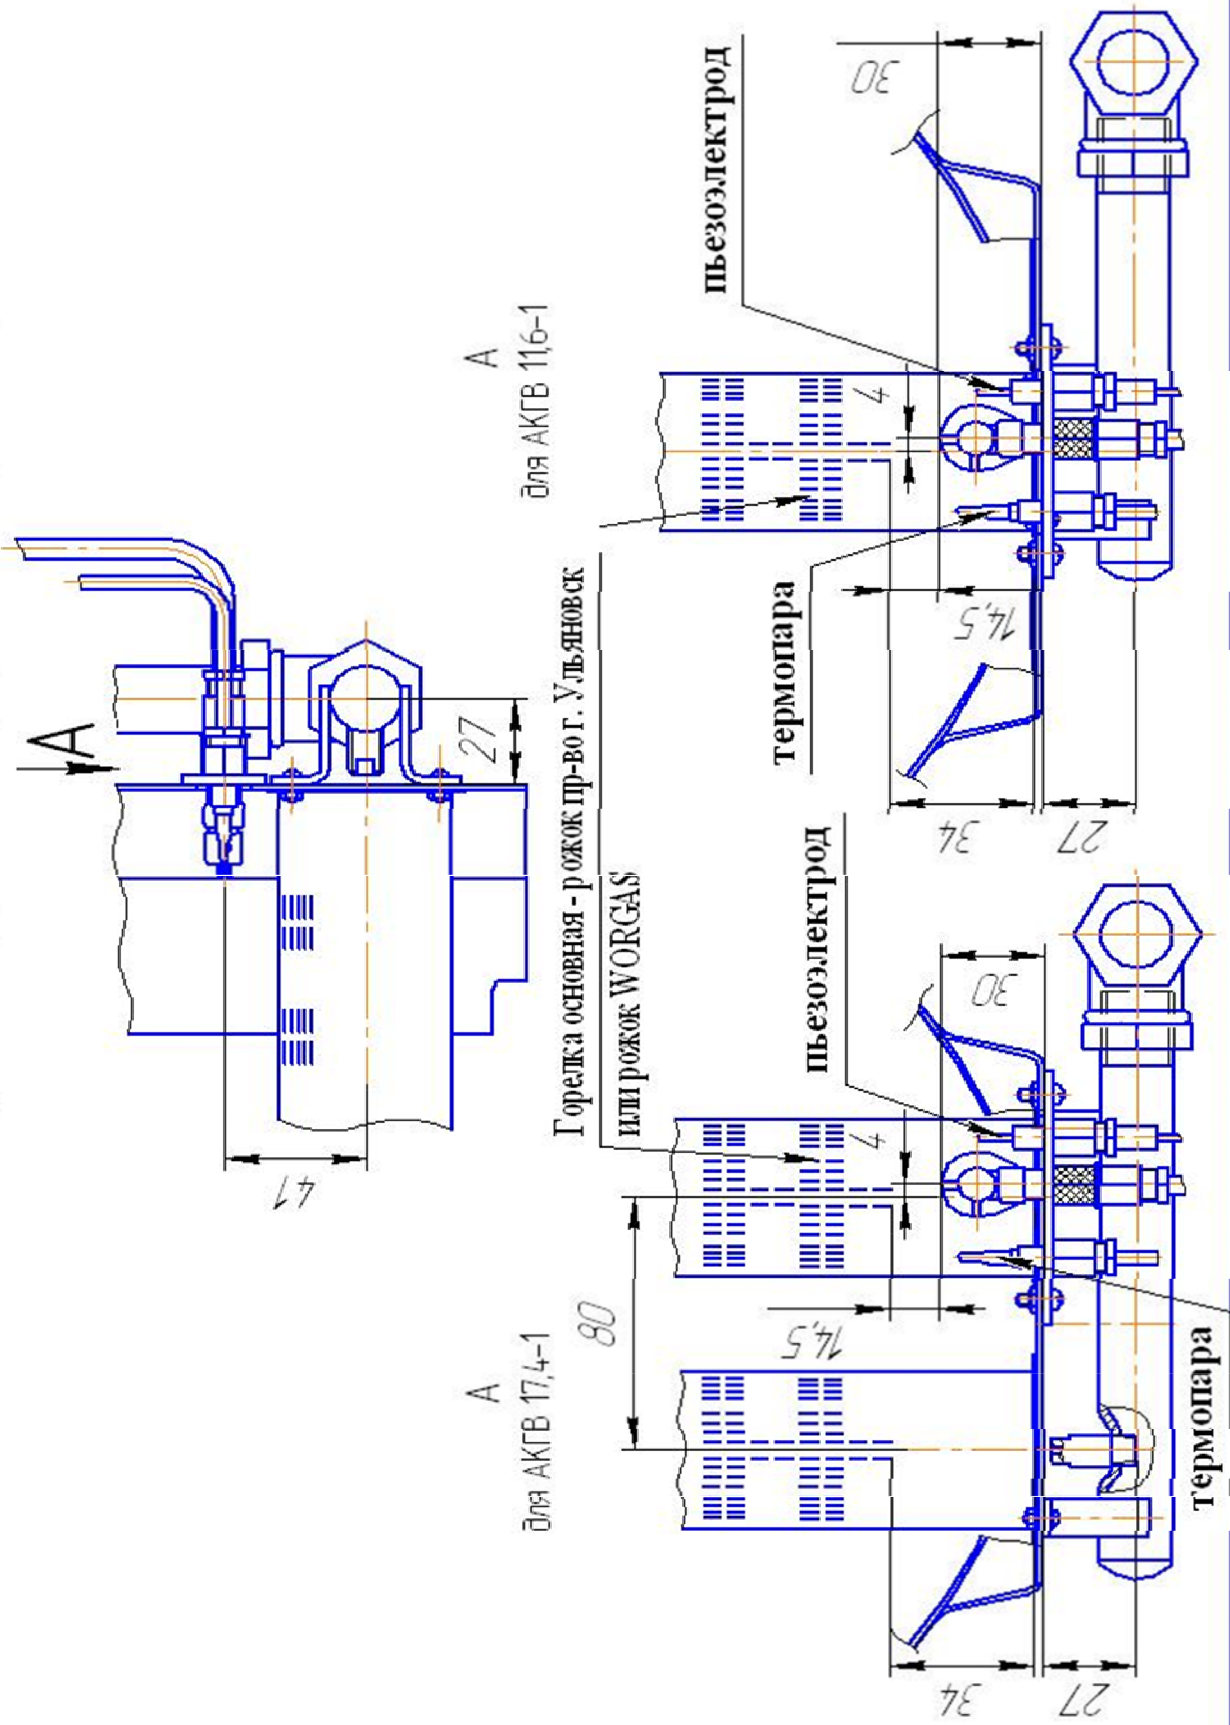 А
27
41
А
для АКГВ 11,6-1
пьезоэлектрод
30
4
14,5
термопара
34
27
Горелка основная - рожок пр-во г. Ульяновск
или рожок WORGAS
А
для АКГВ 17,4-1
пьезоэлектрод
30
4
80
14,5
термопара
34
27